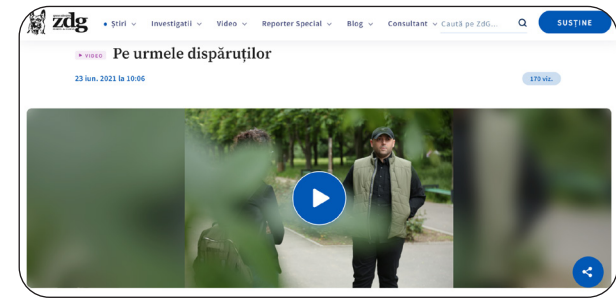 zdg
• Știri Investigații Video Reporter Special Blog Consultant Caută pe ZdG... SUSȚINE
VIDEO Pe urmele dispăruților
23 iun. 2021 la 10:06 170 viz.